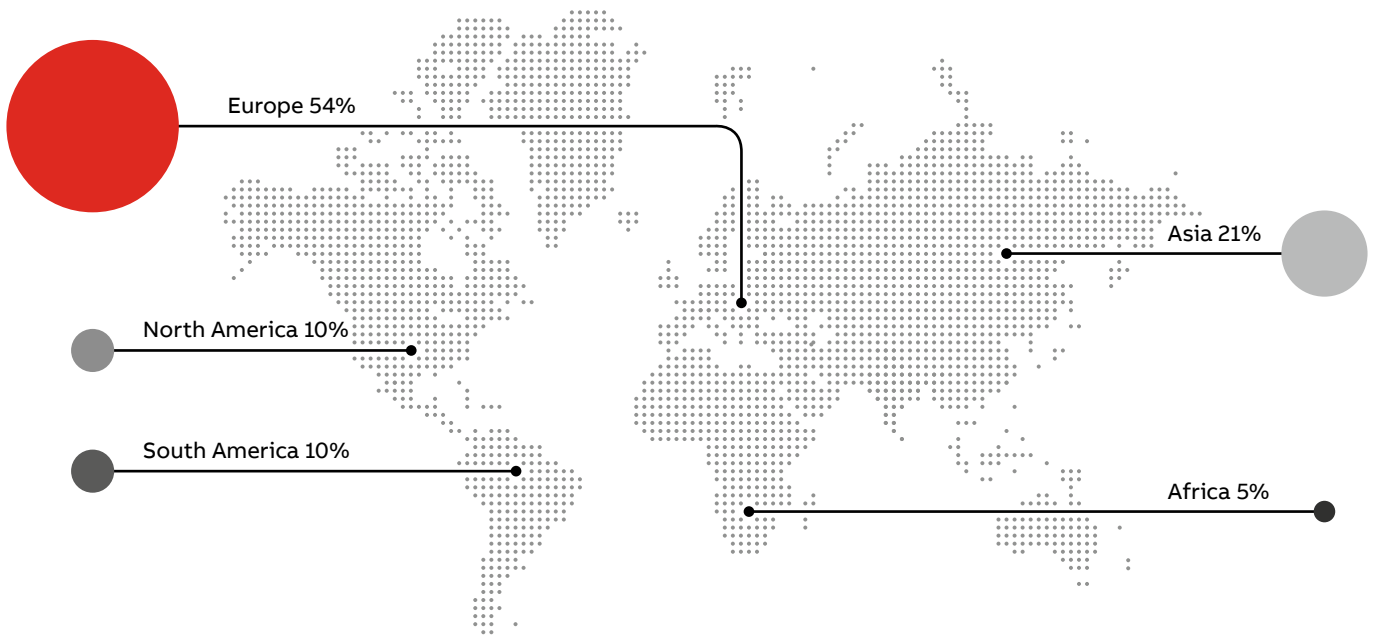 Europe 54%
Asia 21%
North America 10%
South America 10%
Africa 5%